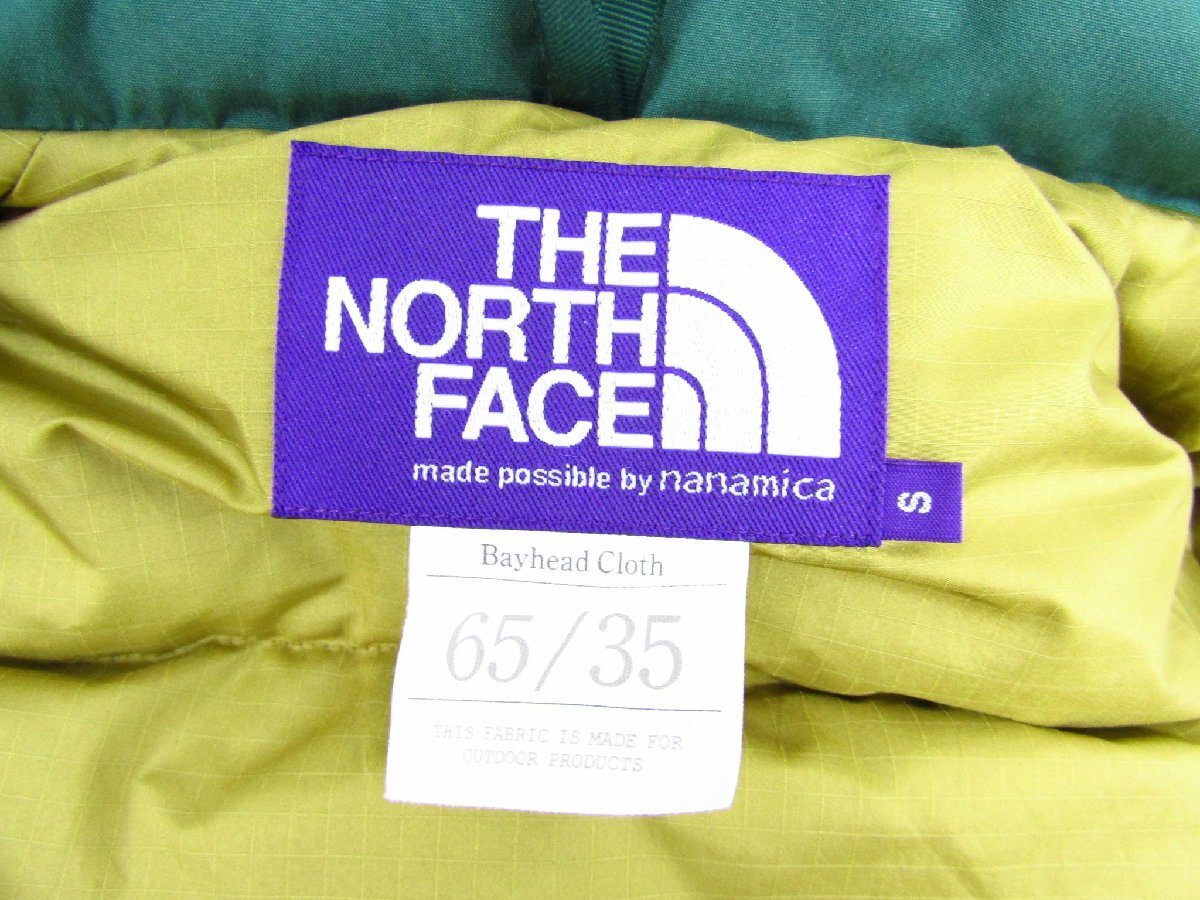 THE
NORTH
FACE
made possible by nanamica
S
Bayhead Cloth
65/35
THIS FABRIC IS MADE FOR
OUTDOOR PRODUCTS